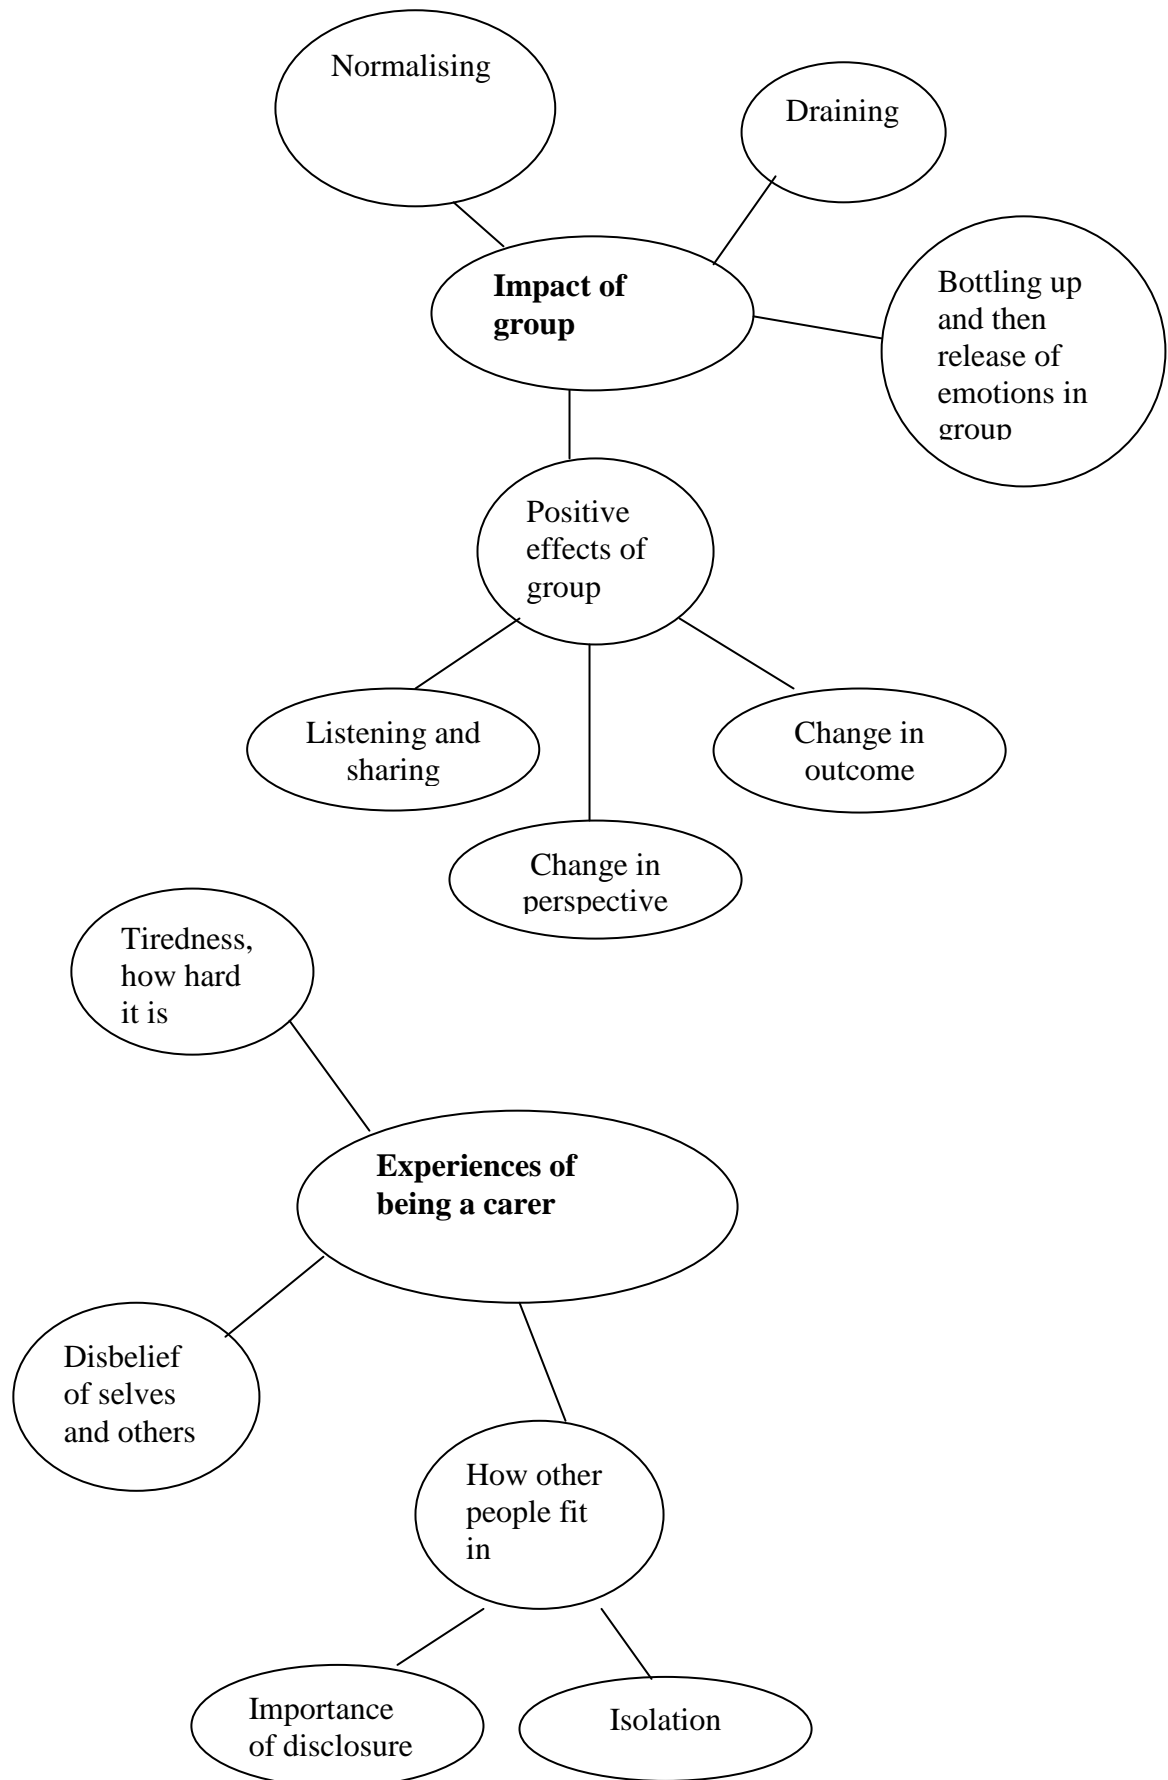 Normalising
Draining
Impact of
group
Bottling up
and then
release of
emotions in
group
Positive
effects of
group
Listening and
sharing
Change in
outcome
Change in
perspective
Tiredness,
how hard
it is
Experiences of
being a carer
Disbelief
of selves
and others
How other
people fit
in
Importance
of disclosure
Isolation